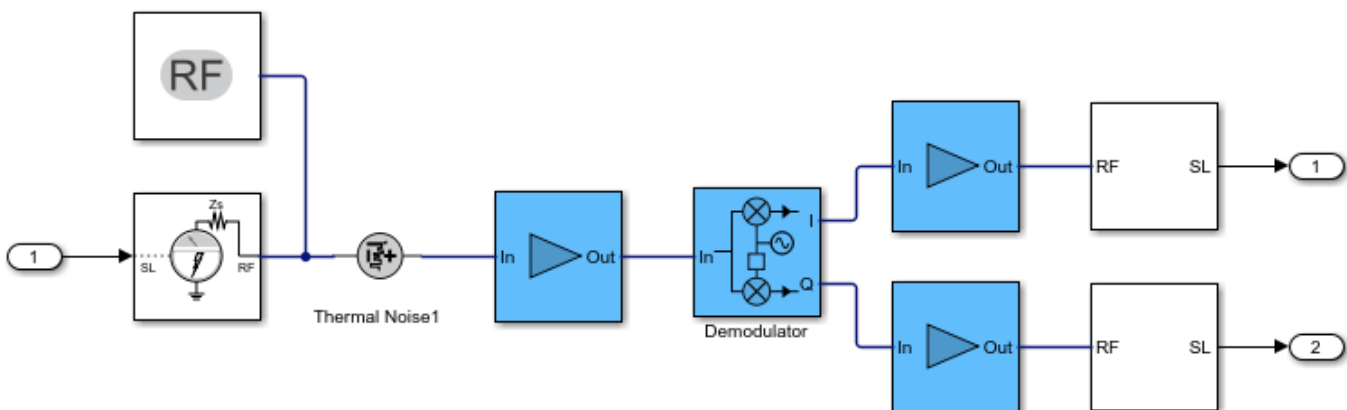 RF
1
SL
Zs
RF
Thermal Noise1
In
Out
In
I
Q
Demodulator
In
Out
RF
SL
1
In
Out
RF
SL
2